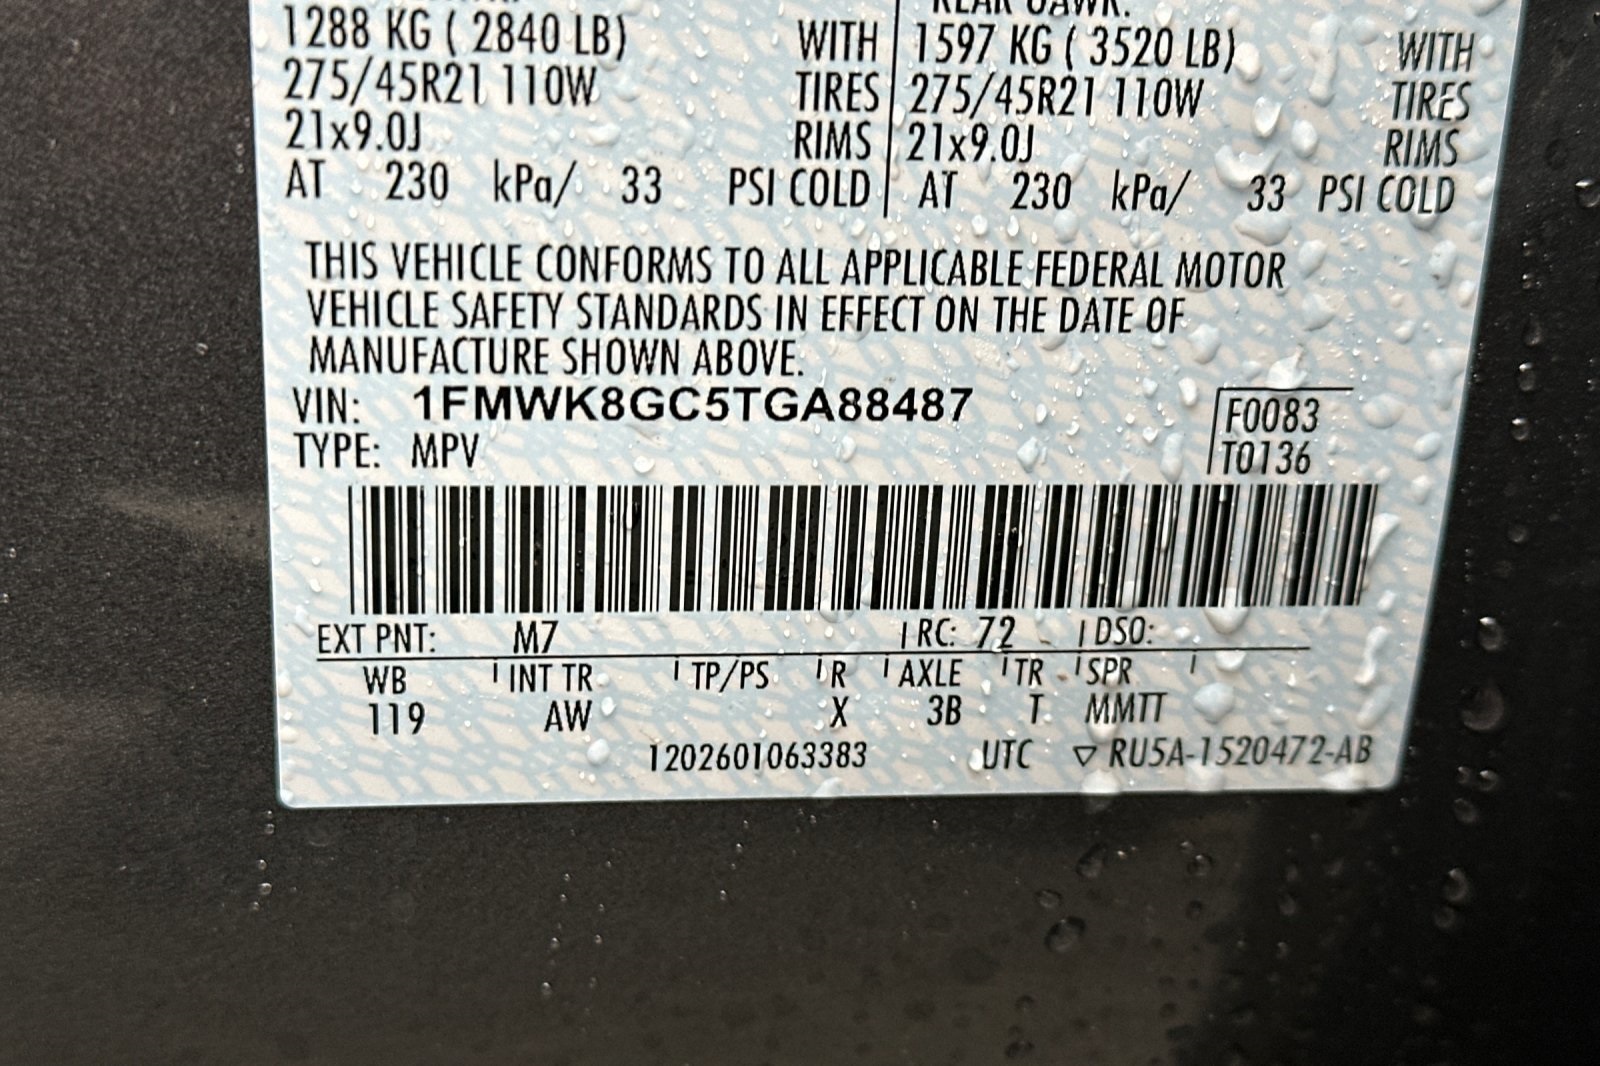 REAR GAWR:
1288 KG ( 2840 LB) WITH 1597 KG ( 3520 LB) WITH
275/45R21 110W TIRES 275/45R21 110W TIRES
21x9.0J RIMS 21x9.0J RIMS
AT 230 kPa/ 33 PSI COLD AT 230 kPa/ 33 PSI COLD
THIS VEHICLE CONFORMS TO ALL APPLICABLE FEDERAL MOTOR
VEHICLE SAFETY STANDARDS IN EFFECT ON THE DATE OF
MANUFACTURE SHOWN ABOVE.
VIN: 1FMWK8GC5TGA88487 F0083
TYPE: MPV T0136
EXT PNT: M7 RC: 72 DSO:
WB INT TR TP/PS R AXLE TR SPR
119 AW X 3B T MMTT
1202601063383 UTC ▽ RU5A-1520472-AB